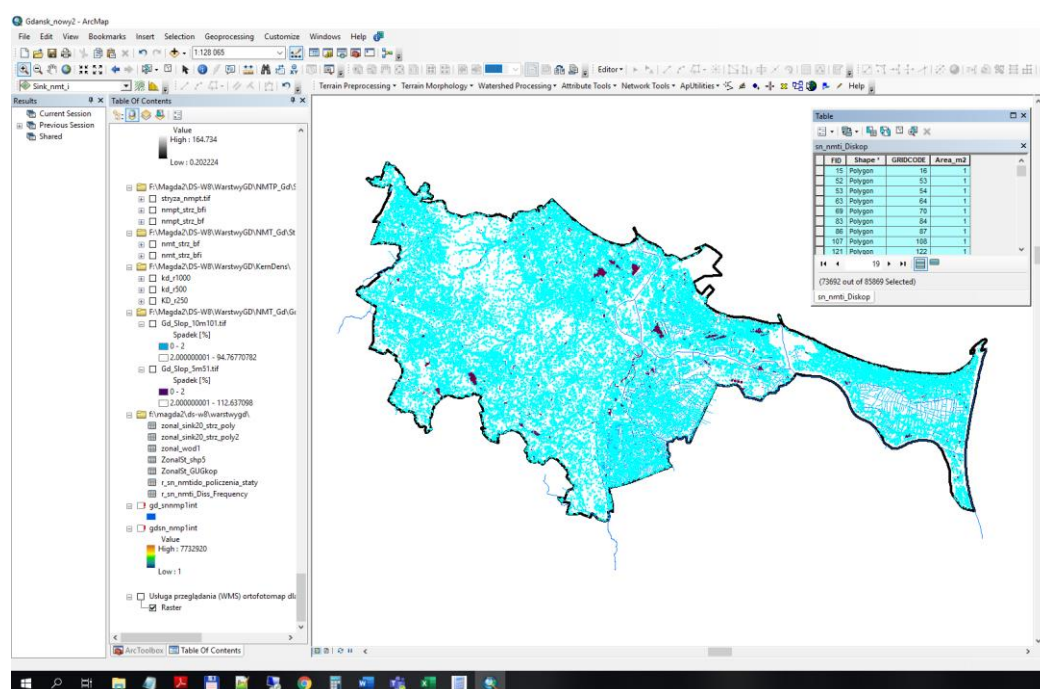 Gdansk_nowy2 - ArcMap
File Edit View Bookmarks Insert Selection Geoprocessing Customize Windows Help
1:128 065
Editor
Sink_nmt_i
Terrain Preprocessing Terrain Morphology Watershed Processing Attribute Tools Network Tools ApUtilities Help
Results
Current Session
Previous Session
Shared
Table Of Contents
Value
High : 164.734
Low : 0.202224
F:\Magda2\DS-W8\WarstwyGD\NMTP_Gd\S
stryza_nmpt.tif
nmpt_strz_bfi
nmpt_strz_bf
F:\Magda2\DS-W8\WarstwyGD\NMT_Gd\St
nmt_strz_bf
nmt_strz_bfi
F:\Magda2\DS-W8\WarstwyGD\KernDens\
kd_r1000
kd_r500
KD_r250
F:\Magda2\DS-W8\WarstwyGD\NMT_Gd\G
Gd_Slop_10m101.tif
Spadek [%]
0 - 2
2.000000001 - 94.76770782
Gd_Slop_5m51.tif
Spadek [%]
0 - 2
2.000000001 - 112.637098
f:\magda2\ds-w8\warstwygd\
zonal_sink20_strz_poly
zonal_sink20_strz_poly2
zonal_wod1
ZonalSt_shp5
ZonalSt_GUGkop
r_sn_nmtido_policzenia_staty
r_sn_nmti_Diss_Frequency
gd_snnmp1int
gdsn_nmp1int
Value
High : 7732920
Low : 1
Usługa przeglądania (WMS) ortofotomap dla
Raster
ArcToolbox Table Of Contents
Table
sn_nmti_Diskop
FID Shape * GRIDCODE Area_m2
15 Polygon 16 1
52 Polygon 53 1
53 Polygon 54 1
63 Polygon 64 1
69 Polygon 70 1
83 Polygon 84 1
86 Polygon 87 1
107 Polygon 108 1
121 Polygon 122 1
19
(73692 out of 85869 Selected)
sn_nmti_Diskop